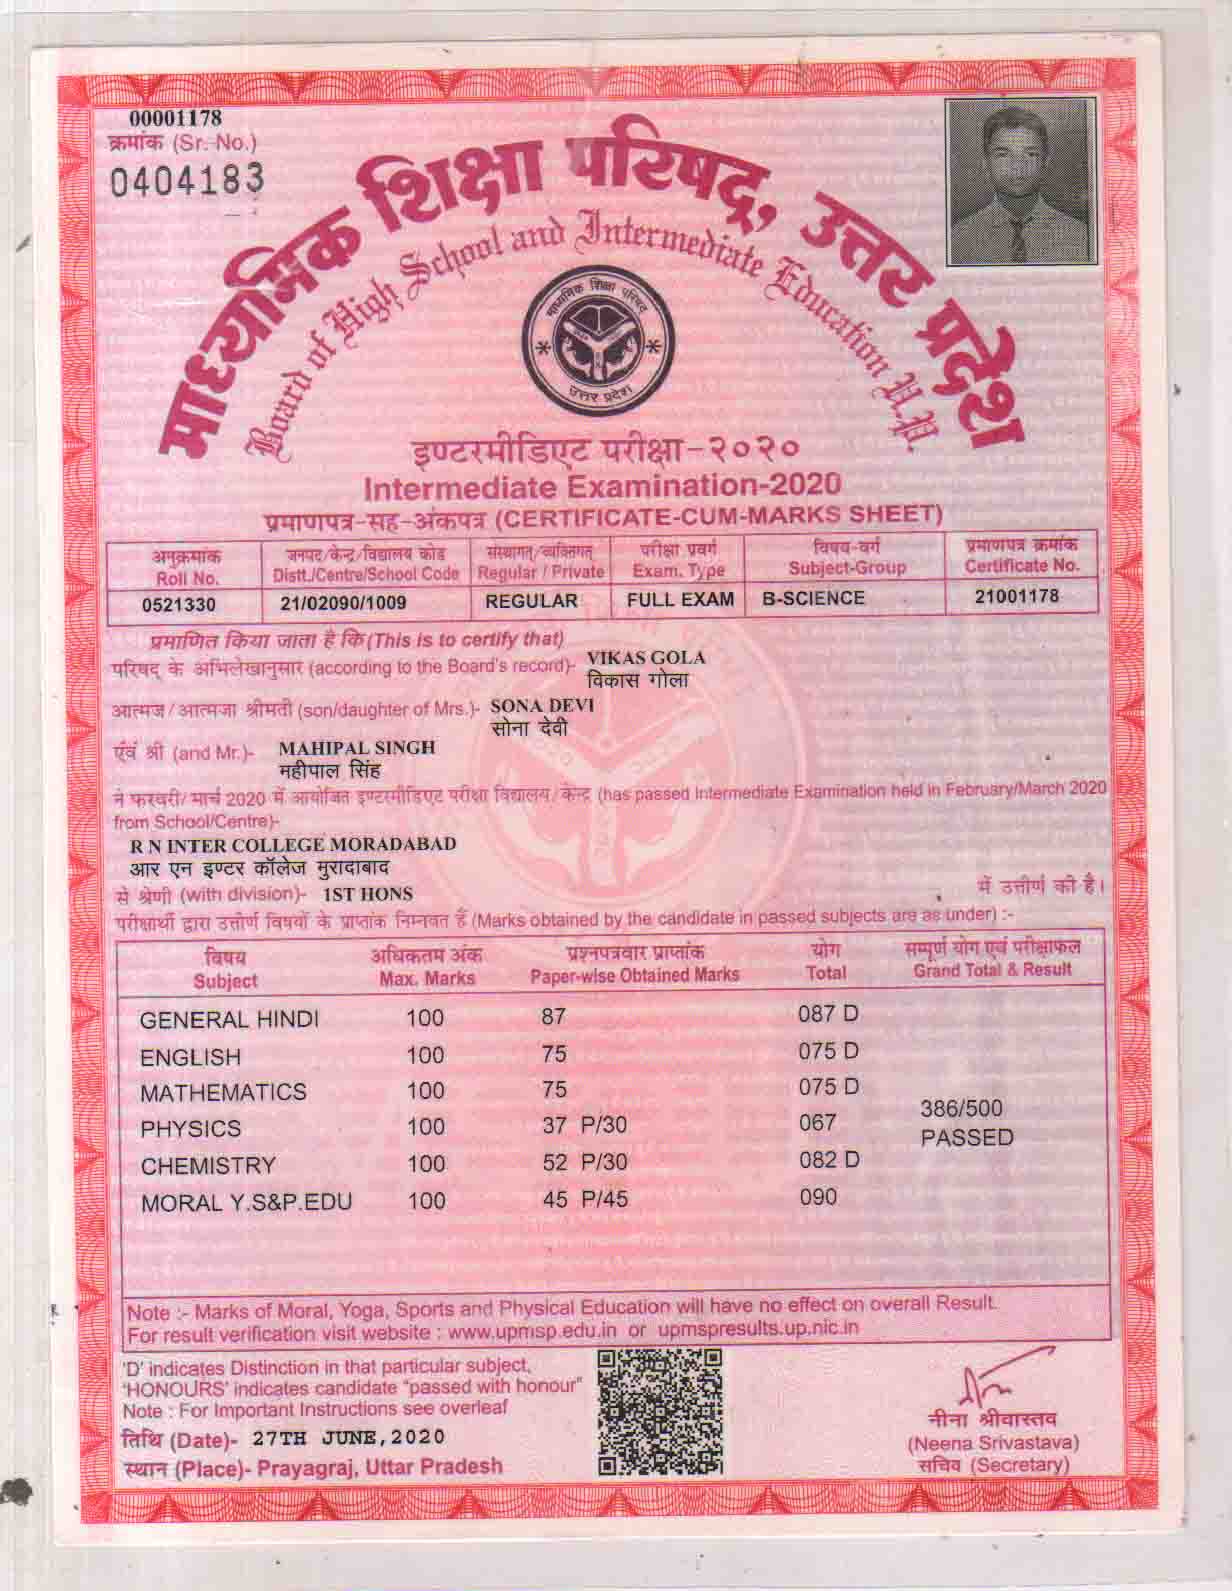 00001178
क्रमांक (Sr. No.)
0404183
माध्यमिक शिक्षा परिषद्, उत्तर प्रदेश
Board of High School and Intermediate Education U.P.
माध्यमिक शिक्षा परिषद
उत्तर प्रदेश
इण्टरमीडिएट परीक्षा-२०२०
Intermediate Examination-2020
प्रमाणपत्र-सह-अंकपत्र (CERTIFICATE-CUM-MARKS SHEET)
अनुक्रमांक जनपद/केन्द्र/विद्यालय कोड संस्थागत/व्यक्तिगत परीक्षा प्रवर्ग विषय-वर्ग प्रमाणपत्र क्रमांक
Roll No. Distt./Centre/School Code Regular / Private Exam. Type Subject-Group Certificate No.
0521330 21/02090/1009 REGULAR FULL EXAM B-SCIENCE 21001178
प्रमाणित किया जाता है कि (This is to certify that)
परिषद् के अभिलेखानुसार (according to the Board's record)- VIKAS GOLA
विकास गोला
आत्मज/आत्मजा श्रीमती (son/daughter of Mrs.)- SONA DEVI
सोना देवी
एवं श्री (and Mr.)- MAHIPAL SINGH
महीपाल सिंह
ने फरवरी/ मार्च 2020 में आयोजित इण्टरमीडिएट परीक्षा विद्यालय/केन्द्र (has passed Intermediate Examination held in February/March 2020
from School/Centre)-
R N INTER COLLEGE MORADABAD
आर एन इण्टर कॉलेज मुरादाबाद
से श्रेणी (with division)- 1ST HONS में उत्तीर्ण की है।
परीक्षार्थी द्वारा उत्तीर्ण विषयों के प्राप्तांक निम्नवत हैं (Marks obtained by the candidate in passed subjects are as under) :-
विषय अधिकतम अंक प्रश्नपत्रवार प्राप्तांक योग सम्पूर्ण योग एवं परीक्षाफल
Subject Max. Marks Paper-wise Obtained Marks Total Grand Total & Result
GENERAL HINDI 100 87 087 D
ENGLISH 100 75 075 D
MATHEMATICS 100 75 075 D
386/500
PHYSICS 100 37 P/30 067
PASSED
CHEMISTRY 100 52 P/30 082 D
MORAL Y.S&P.EDU 100 45 P/45 090
Note :- Marks of Moral, Yoga, Sports and Physical Education will have no effect on overall Result.
For result verification visit website : www.upmsp.edu.in or upmspresults.up.nic.in
'D' indicates Distinction in that particular subject,
'HONOURS' indicates candidate "passed with honour"
Note : For Important Instructions see overleaf
तिथि (Date)- 27TH JUNE,2020
स्थान (Place)- Prayagraj, Uttar Pradesh
नीना श्रीवास्तव
(Neena Srivastava)
सचिव (Secretary)